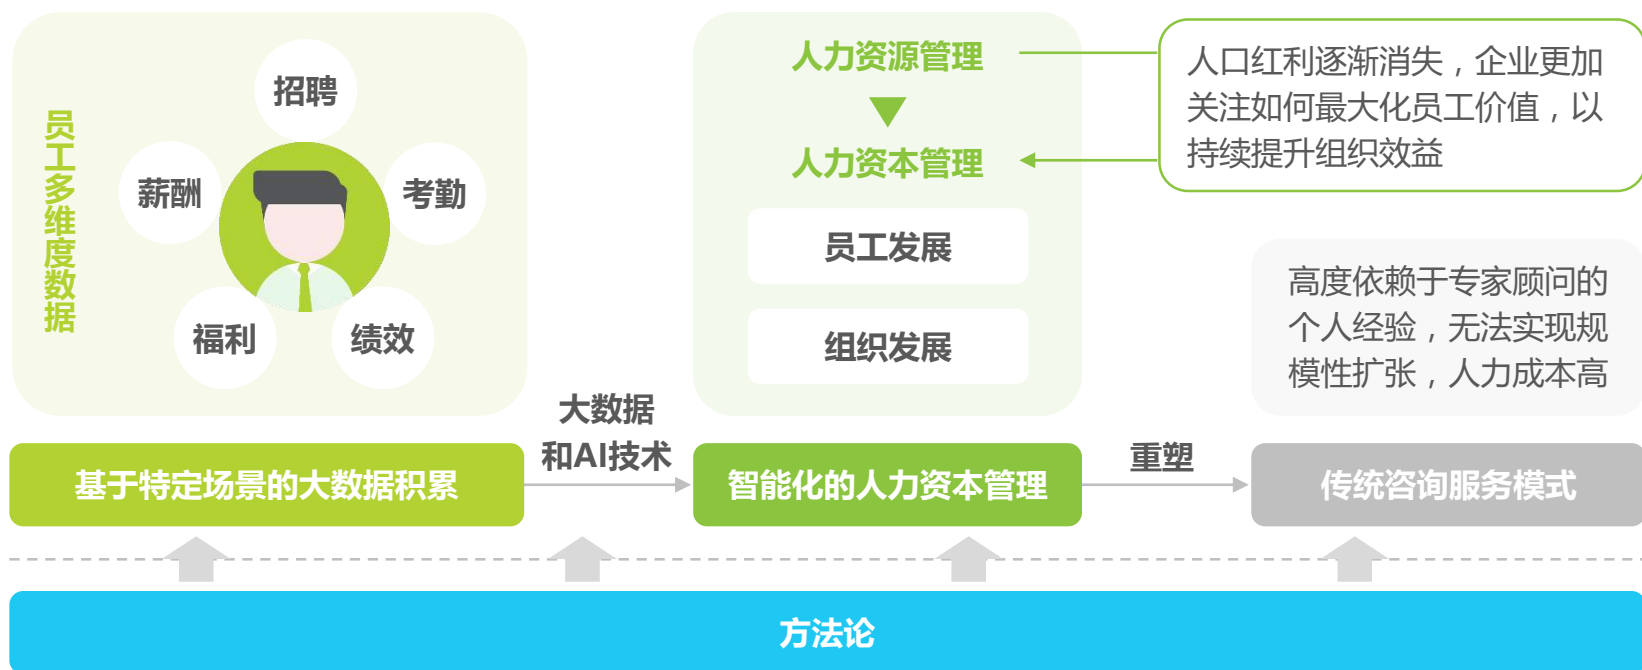 员工多维度数据
招聘
薪酬
考勤
福利
绩效
人力资源管理
人力资本管理
员工发展
组织发展
人口红利逐渐消失，企业更加
关注如何最大化员工价值，以
持续提升组织效益
高度依赖于专家顾问的
个人经验，无法实现规
模性扩张，人力成本高
基于特定场景的大数据积累
大数据
和AI技术
智能化的人力资本管理
重塑
传统咨询服务模式
方法论